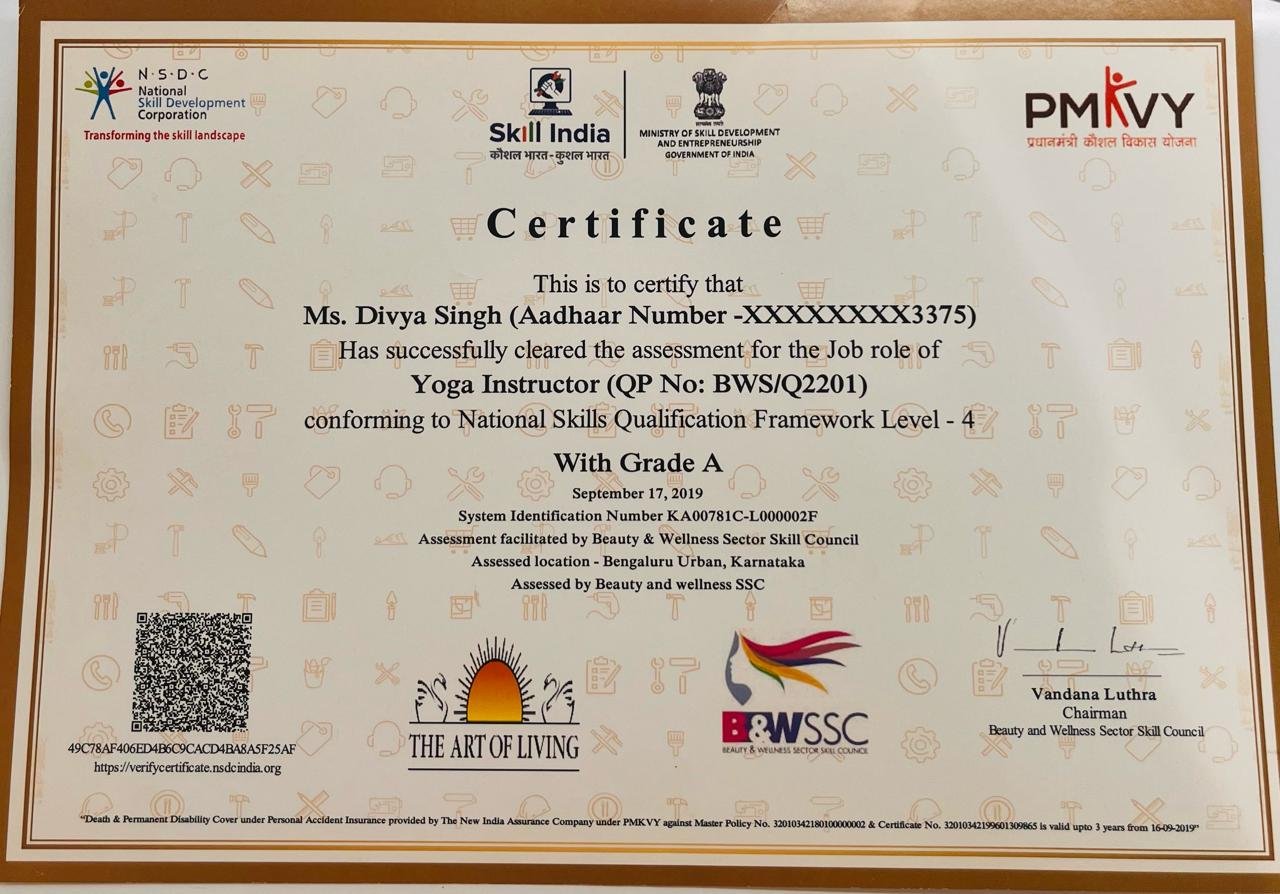 N·S·D·C
National
Skill Development
Corporation
Transforming the skill landscape
Skill India
कौशल भारत-कुशल भारत
सत्यमेव जयते
MINISTRY OF SKILL DEVELOPMENT
AND ENTREPRENEURSHIP
GOVERNMENT OF INDIA
PMKVY
प्रधानमंत्री कौशल विकास योजना
Certificate
This is to certify that
Ms. Divya Singh (Aadhaar Number -XXXXXXXX3375)
Has successfully cleared the assessment for the Job role of
Yoga Instructor (QP No: BWS/Q2201)
conforming to National Skills Qualification Framework Level - 4
With Grade A
September 17, 2019
System Identification Number KA00781C-L000002F
Assessment facilitated by Beauty & Wellness Sector Skill Council
Assessed location - Bengaluru Urban, Karnataka
Assessed by Beauty and wellness SSC
49C78AF406ED4B6C9CACD4BA8A5F25AF
https://verifycertificate.nsdcindia.org
THE ART OF LIVING
B&WSSC
BEAUTY & WELLNESS SECTOR SKILL COUNCIL
Vandana Luthra
Chairman
Beauty and Wellness Sector Skill Council
"Death & Permanent Disability Cover under Personal Accident Insurance provided by The New India Assurance Company under PMKVY against Master Policy No. 32010342180100000002 & Certificate No. 32010342199601309865 is valid upto 3 years from 16-09-2019"